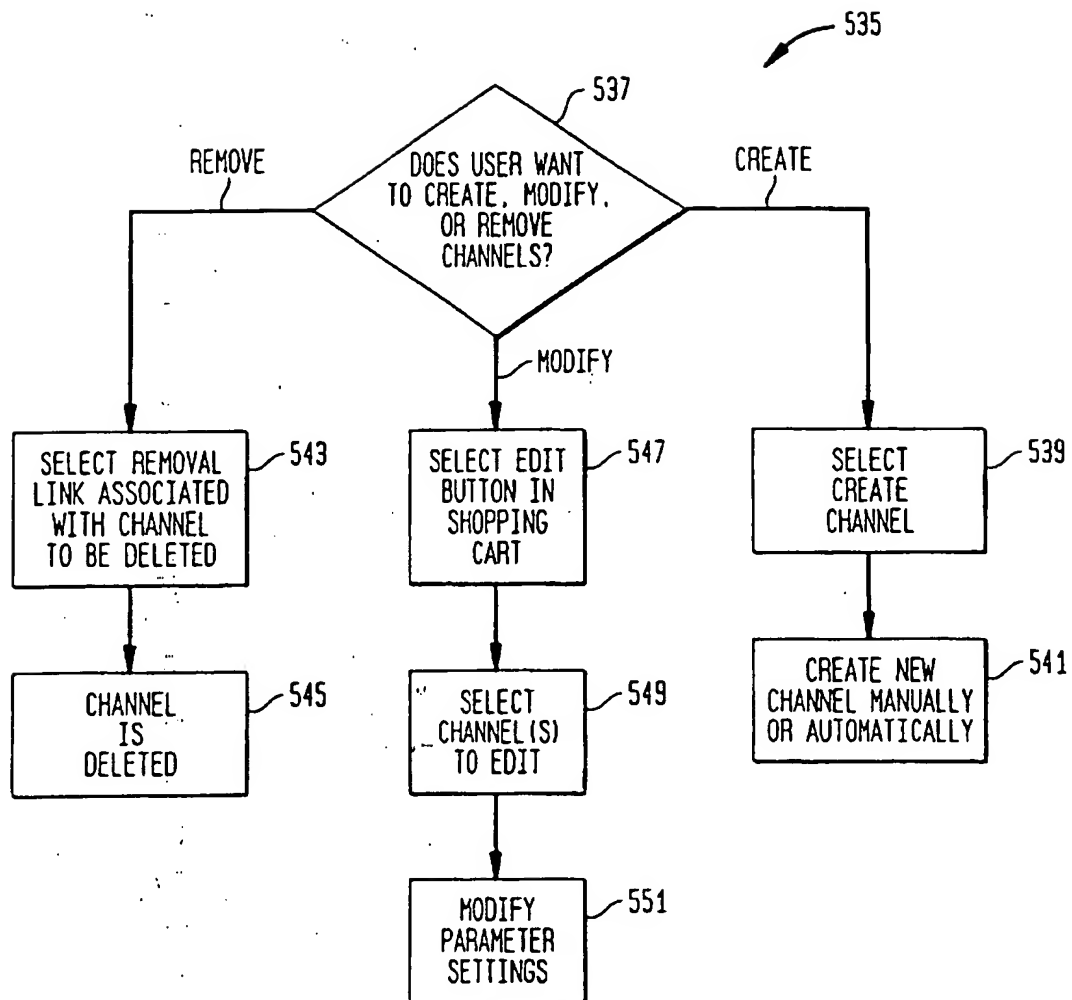 535
537
DOES USER WANT
TO CREATE, MODIFY,
OR REMOVE
CHANNELS?
REMOVE
CREATE
MODIFY
SELECT REMOVAL
LINK ASSOCIATED
WITH CHANNEL
TO BE DELETED
543
SELECT EDIT
BUTTON IN
SHOPPING
CART
547
SELECT
CREATE
CHANNEL
539
CHANNEL
IS
DELETED
545
SELECT
CHANNEL(S)
TO EDIT
549
CREATE NEW
CHANNEL MANUALLY
OR AUTOMATICALLY
541
MODIFY
PARAMETER
SETTINGS
551